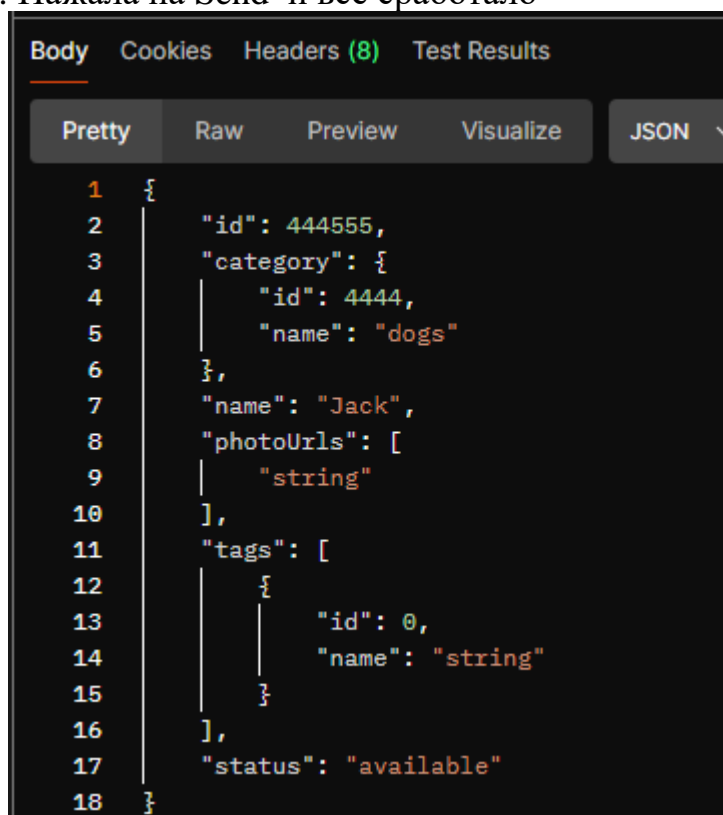 . Нажала на Send и все сработало
Body Cookies Headers (8) Test Results
Pretty Raw Preview Visualize JSON
1 {
2 "id": 444555,
3 "category": {
4 "id": 4444,
5 "name": "dogs"
6 },
7 "name": "Jack",
8 "photoUrls": [
9 "string"
10 ],
11 "tags": [
12 {
13 "id": 0,
14 "name": "string"
15 }
16 ],
17 "status": "available"
18 }